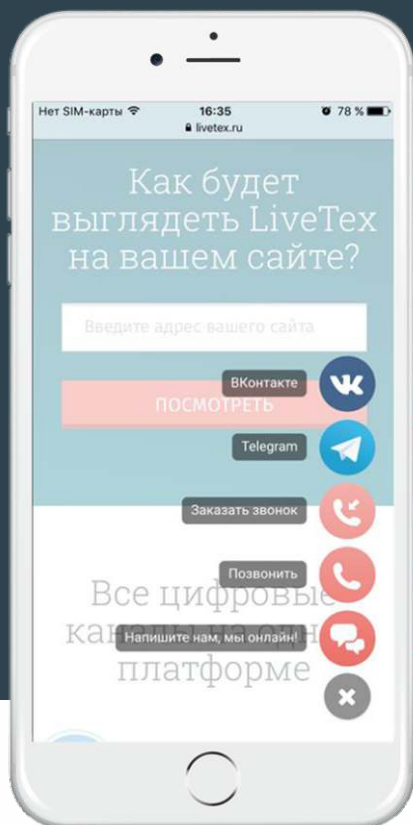 Нет SIM-карты 16:35 78 %
livetex.ru
Как будет
выглядеть LiveTex
на вашем сайте?
Введите адрес вашего сайта
ВКонтакте
ПОСМОТРЕТЬ
Telegram
Заказать звонок
Позвонить
Все цифровые
Напишите нам, мы онлайн!
платформе